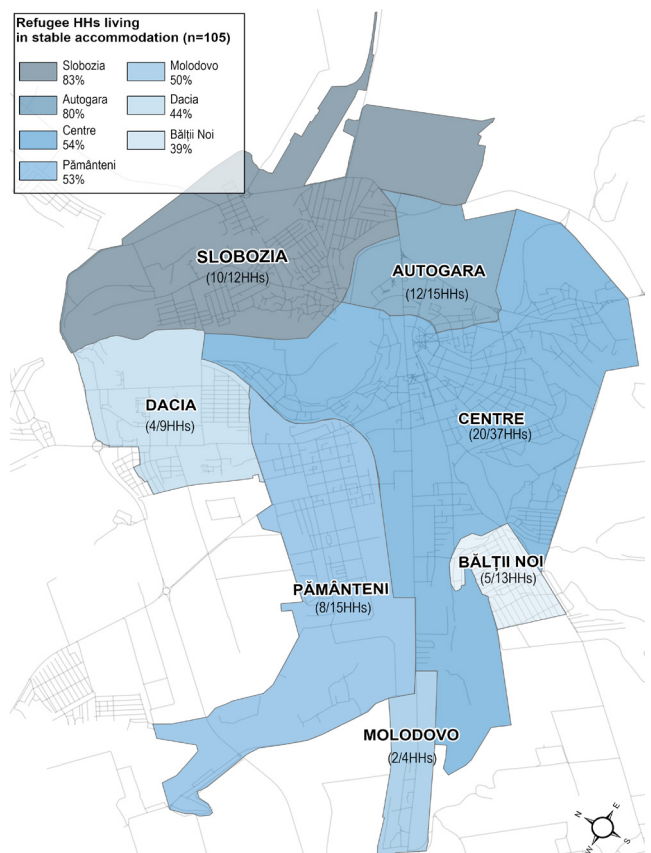 Refugee HHs living
in stable accommodation (n=105)
Slobozia
83%
Molodovo
50%
Autogara
80%
Dacia
44%
Centre
54%
Bălții Noi
39%
Pământeni
53%
SLOBOZIA
(10/12HHs)
AUTOGARA
(12/15HHs)
DACIA
(4/9HHs)
CENTRE
(20/37HHs)
BĂLȚII NOI
(5/13HHs)
PĂMÂNTENI
(8/15HHs)
MOLODOVO
(2/4HHs)
N
E
W
S